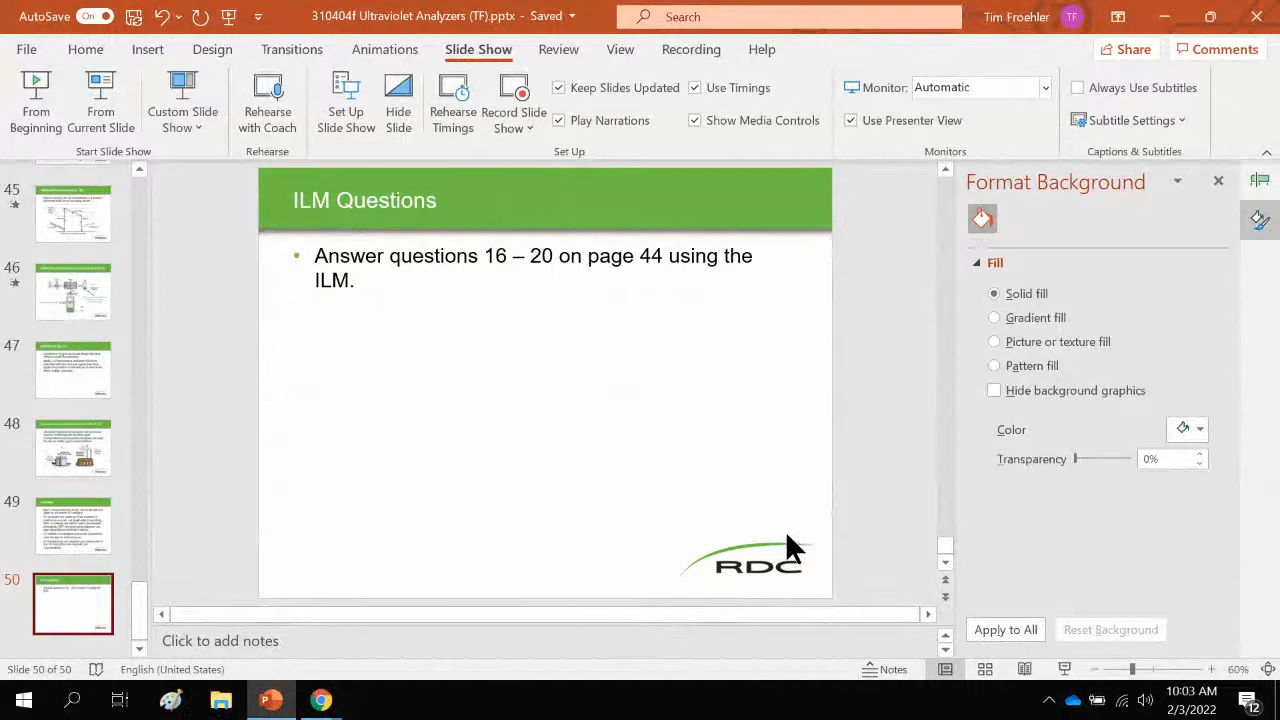 AutoSave On 310404f Ultraviolet Analyzers (TF).pptx - Saved Search Tim Froehler TF
File Home Insert Design Transitions Animations Slide Show Review View Recording Help Share Comments
From Beginning
From Current Slide
Custom Slide Show
Rehearse with Coach
Set Up Slide Show
Hide Slide
Rehearse Timings
Record Slide Show
Keep Slides Updated
Play Narrations
Use Timings
Show Media Controls
Monitor: Automatic
Use Presenter View
Always Use Subtitles
Subtitle Settings
Start Slide Show Rehearse Set Up Monitors Captions & Subtitles
45
46
47
48
49
50
ILM Questions
• Answer questions 16 – 20 on page 44 using the
ILM.
RDC
Click to add notes
Format Background
Fill
Solid fill
Gradient fill
Picture or texture fill
Pattern fill
Hide background graphics
Color
Transparency 0%
Apply to All Reset Background
Slide 50 of 50 English (United States) Notes 60%
10:03 AM
2/3/2022
12